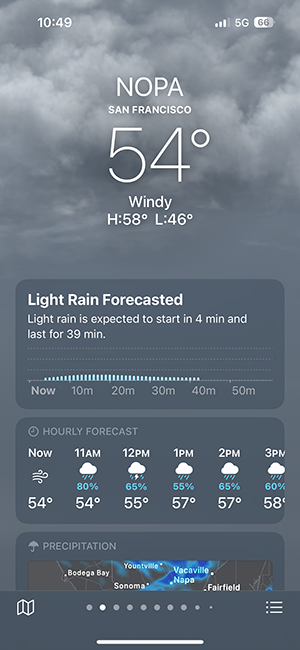 10:49 5G 66
NOPA
SAN FRANCISCO
54°
Windy
H:58° L:46°
Light Rain Forecasted
Light rain is expected to start in 4 min and
last for 39 min.
Now 10m 20m 30m 40m 50m
HOURLY FORECAST
Now 11AM 12PM 1PM 2PM 3PM
80% 65% 55% 65% 60%
54° 54° 55° 57° 57° 58°
PRECIPITATION
Yountville
Bodega Bay Vacaville
Napa
Sonoma Fairfield